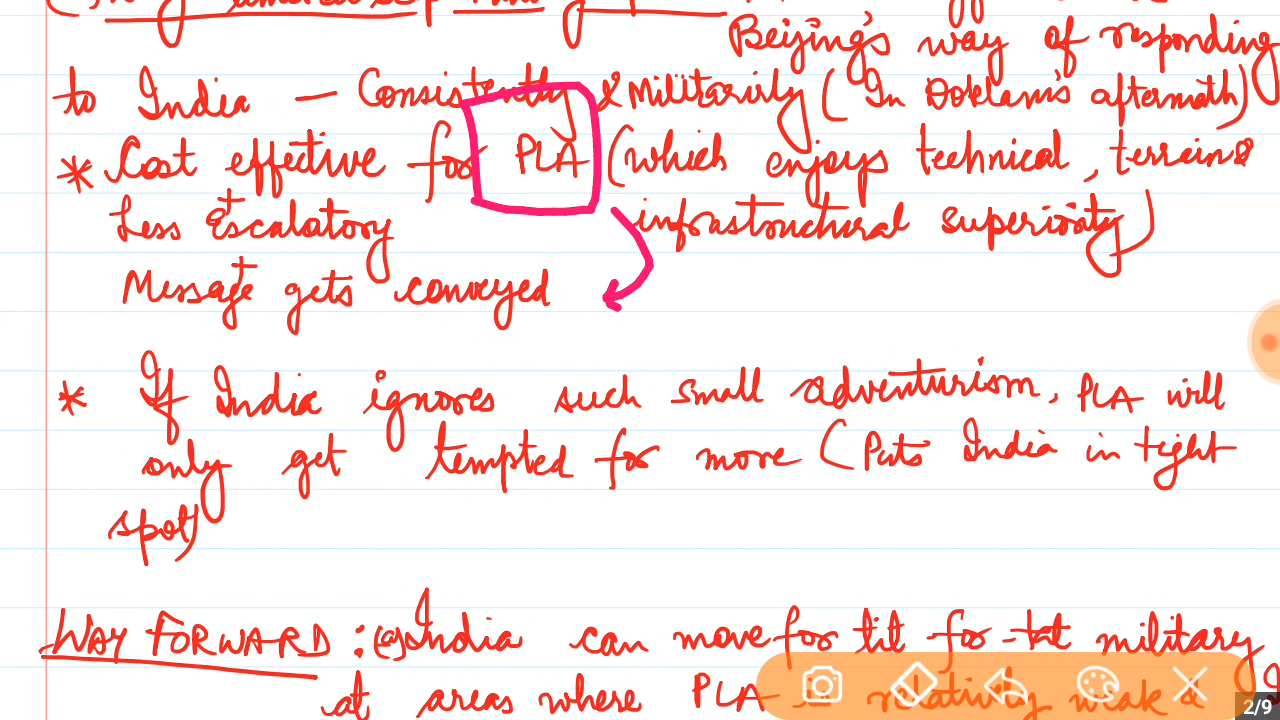 Beijing's way of responding
to India — Consistently & Militarily (In Doklam's aftermath)
* Cost effective for PLA (which enjoys technical, terrain &
Less Escalatory infrastructural superiority)
Message gets conveyed
* If India ignores such small adventurism, PLA will
only get tempted for more (Puts India in tight
spot)
WAY FORWARD: (a) India can move for tit for tat military
at areas where PLA is relatively weak &
2/9